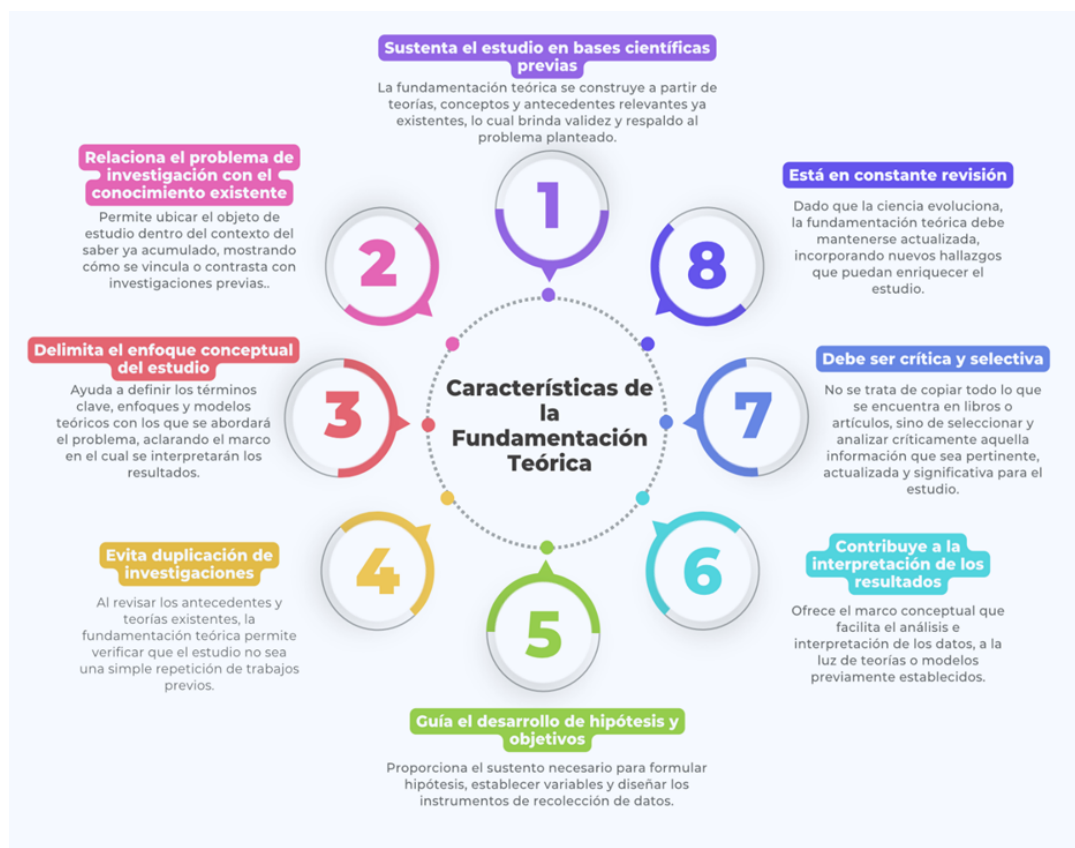 Sustenta el estudio en bases científicas
previas
La fundamentación teórica se construye a partir de
teorías, conceptos y antecedentes relevantes ya
existentes, lo cual brinda validez y respaldo al
problema planteado.
1
Relaciona el problema de
investigación con el
conocimiento existente
Permite ubicar el objeto de
estudio dentro del contexto del
saber ya acumulado, mostrando
cómo se vincula o contrasta con
investigaciones previas..
2
Delimita el enfoque conceptual
del estudio
Ayuda a definir los términos
clave, enfoques y modelos
teóricos con los que se abordará
el problema, aclarando el marco
en el cual se interpretarán los
resultados.
3
Evita duplicación de
investigaciones
Al revisar los antecedentes y
teorías existentes, la
fundamentación teórica permite
verificar que el estudio no sea
una simple repetición de trabajos
previos.
4
Características de
la
Fundamentación
Teórica
5
Guía el desarrollo de hipótesis y
objetivos
Proporciona el sustento necesario para formular
hipótesis, establecer variables y diseñar los
instrumentos de recolección de datos.
6
Contribuye a la
interpretación de los
resultados
Ofrece el marco conceptual que
facilita el análisis e
interpretación de los datos, a la
luz de teorías o modelos
previamente establecidos.
7
Debe ser crítica y selectiva
No se trata de copiar todo lo que
se encuentra en libros o
artículos, sino de seleccionar y
analizar críticamente aquella
información que sea pertinente,
actualizada y significativa para el
estudio.
8
Está en constante revisión
Dado que la ciencia evoluciona,
la fundamentación teórica debe
mantenerse actualizada,
incorporando nuevos hallazgos
que puedan enriquecer el
estudio.